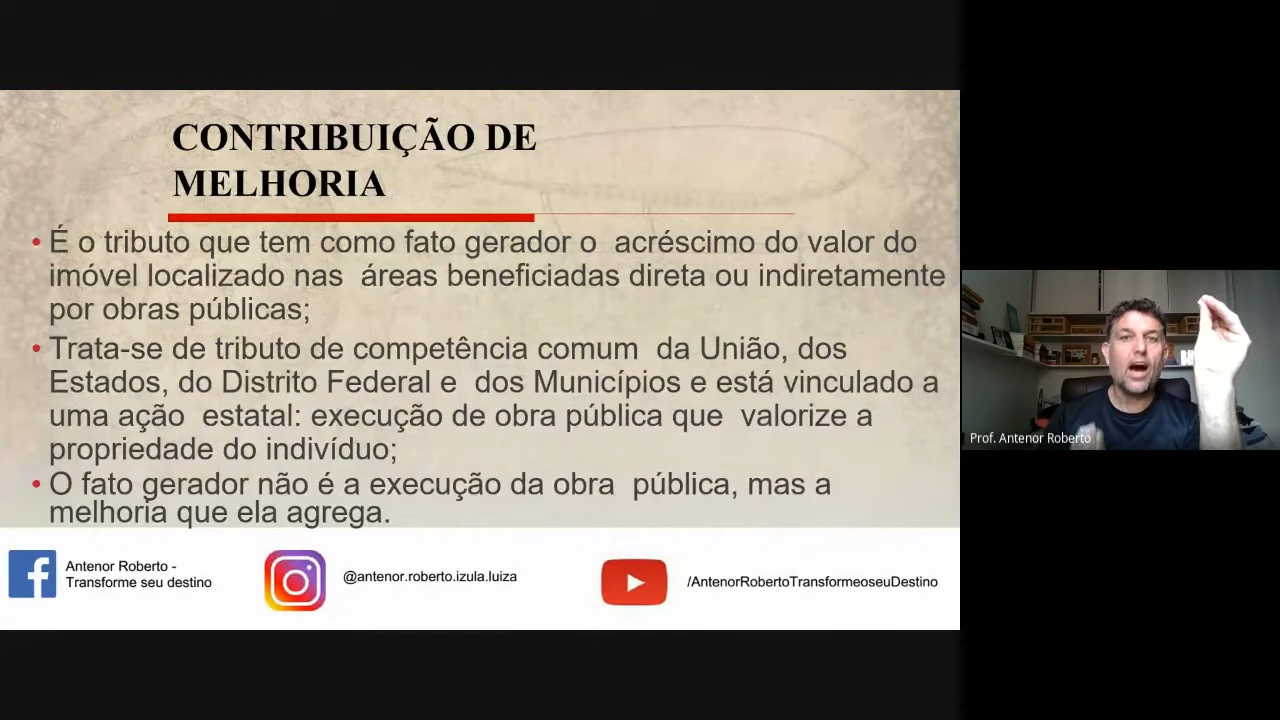 CONTRIBUIÇÃO DE
MELHORIA
• É o tributo que tem como fato gerador o acréscimo do valor do
imóvel localizado nas áreas beneficiadas direta ou indiretamente
por obras públicas;
• Trata-se de tributo de competência comum da União, dos
Estados, do Distrito Federal e dos Municípios e está vinculado a
uma ação estatal: execução de obra pública que valorize a
propriedade do indivíduo;
• O fato gerador não é a execução da obra pública, mas a
melhoria que ela agrega.
Antenor Roberto -
Transforme seu destino
@antenor.roberto.izula.luiza
/AntenorRobertoTransformeoseuDestino
Prof. Antenor Roberto